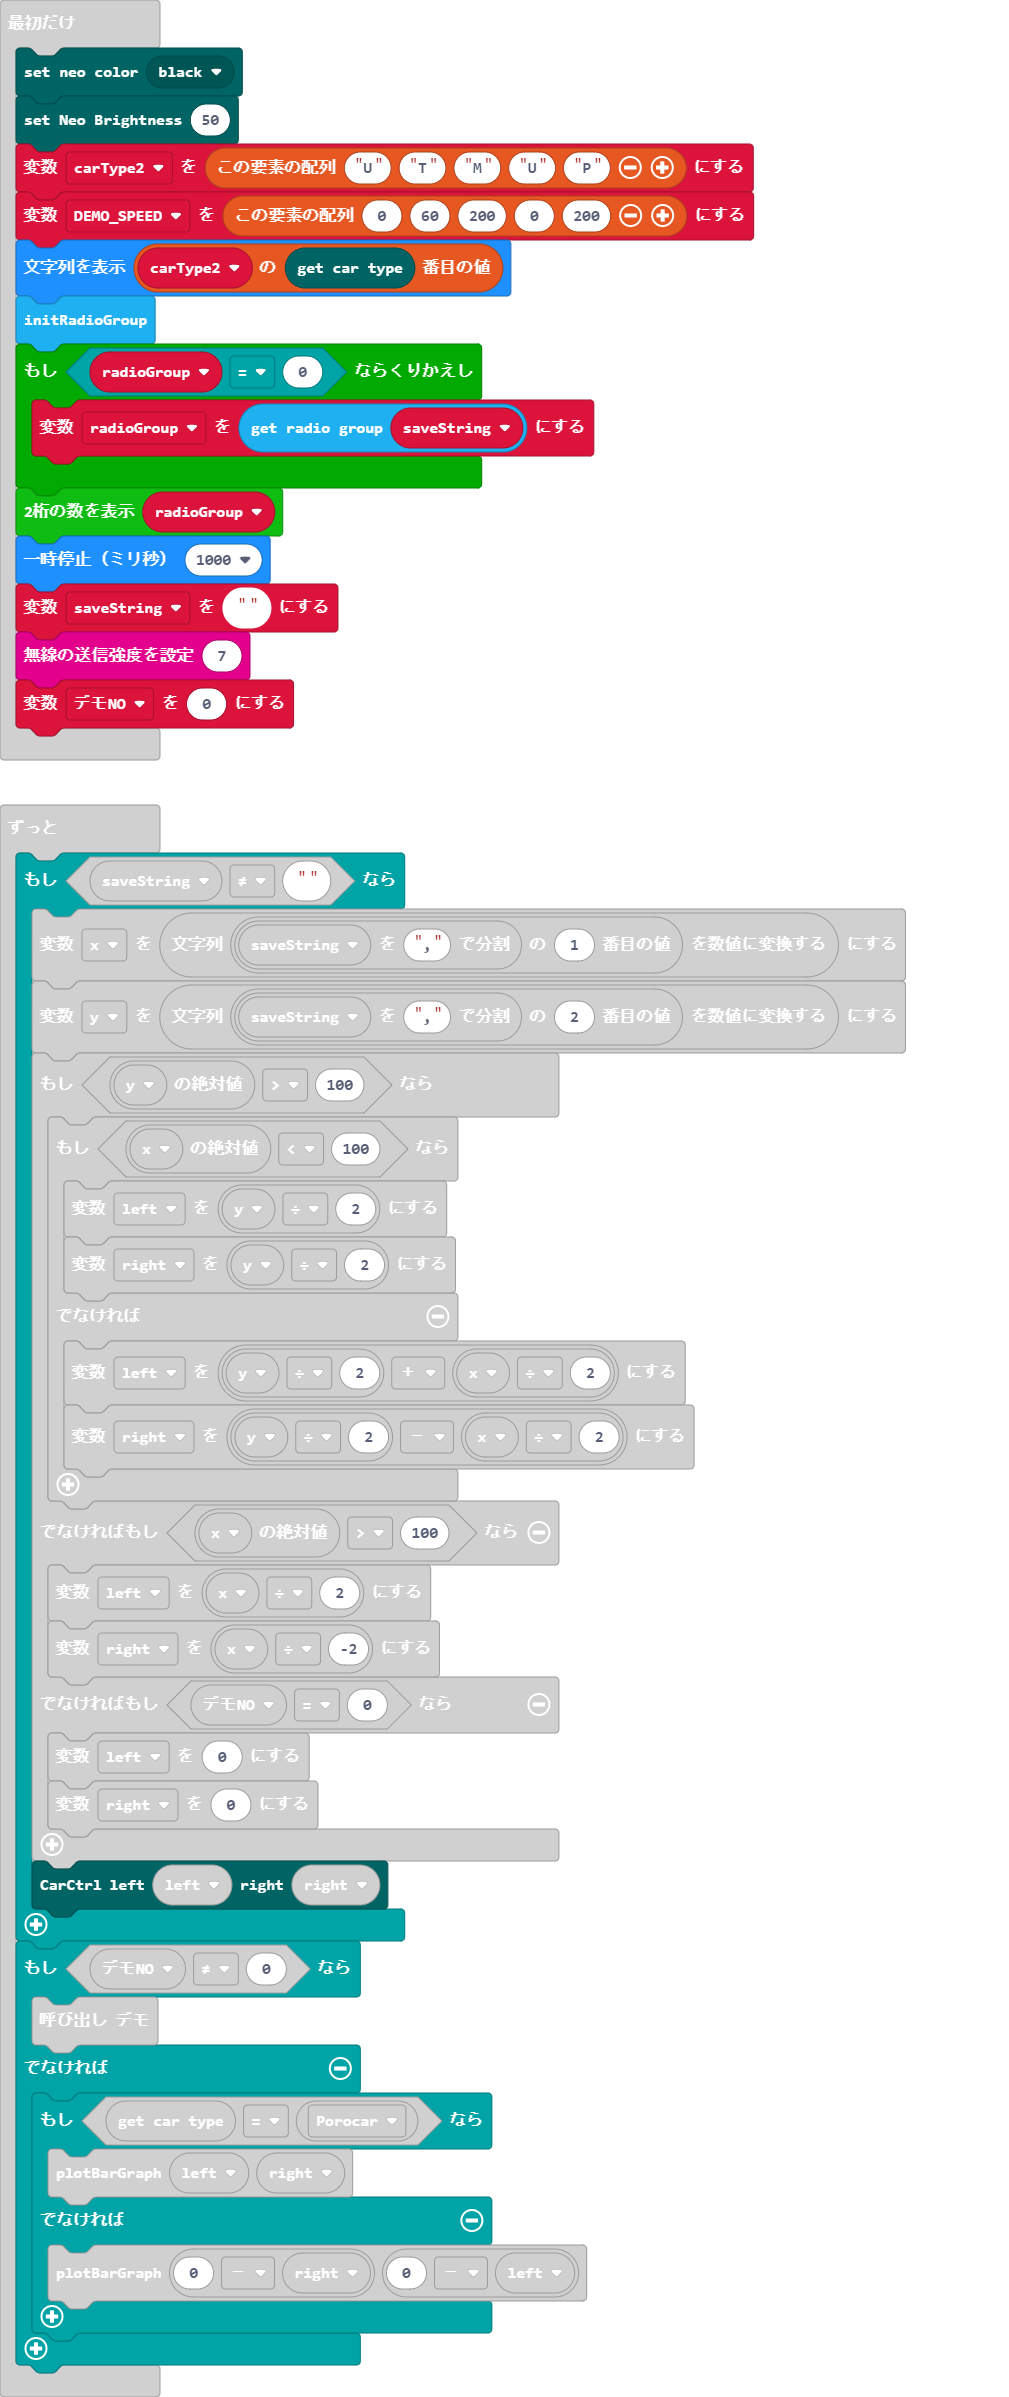 最初だけ
set neo color black
set Neo Brightness 50
変数 carType2 を この要素の配列 "U" "T" "M" "U" "P" にする
変数 DEMO_SPEED を この要素の配列 0 60 200 0 200 にする
文字列を表示 carType2 の get car type 番目の値
initRadioGroup
もし radioGroup = 0 ならくりかえし
変数 radioGroup を get radio group saveString にする
2桁の数を表示 radioGroup
一時停止（ミリ秒） 1000
変数 saveString を "" にする
無線の送信強度を設定 7
変数 デモNO を 0 にする
ずっと
もし saveString ≠ "" なら
変数 x を 文字列 saveString を "," で分割 の 1 番目の値 を数値に変換する にする
変数 y を 文字列 saveString を "," で分割 の 2 番目の値 を数値に変換する にする
もし y の絶対値 > 100 なら
もし x の絶対値 < 100 なら
変数 left を y ÷ 2 にする
変数 right を y ÷ 2 にする
でなければ
変数 left を y ÷ 2 + x ÷ 2 にする
変数 right を y ÷ 2 - x ÷ 2 にする
でなければもし x の絶対値 > 100 なら
変数 left を x ÷ 2 にする
変数 right を x ÷ -2 にする
でなければもし デモNO = 0 なら
変数 left を 0 にする
変数 right を 0 にする
CarCtrl left left right right
もし デモNO ≠ 0 なら
呼び出し デモ
でなければ
もし get car type = Porocar なら
plotBarGraph left right
でなければ
plotBarGraph 0 - right 0 - left